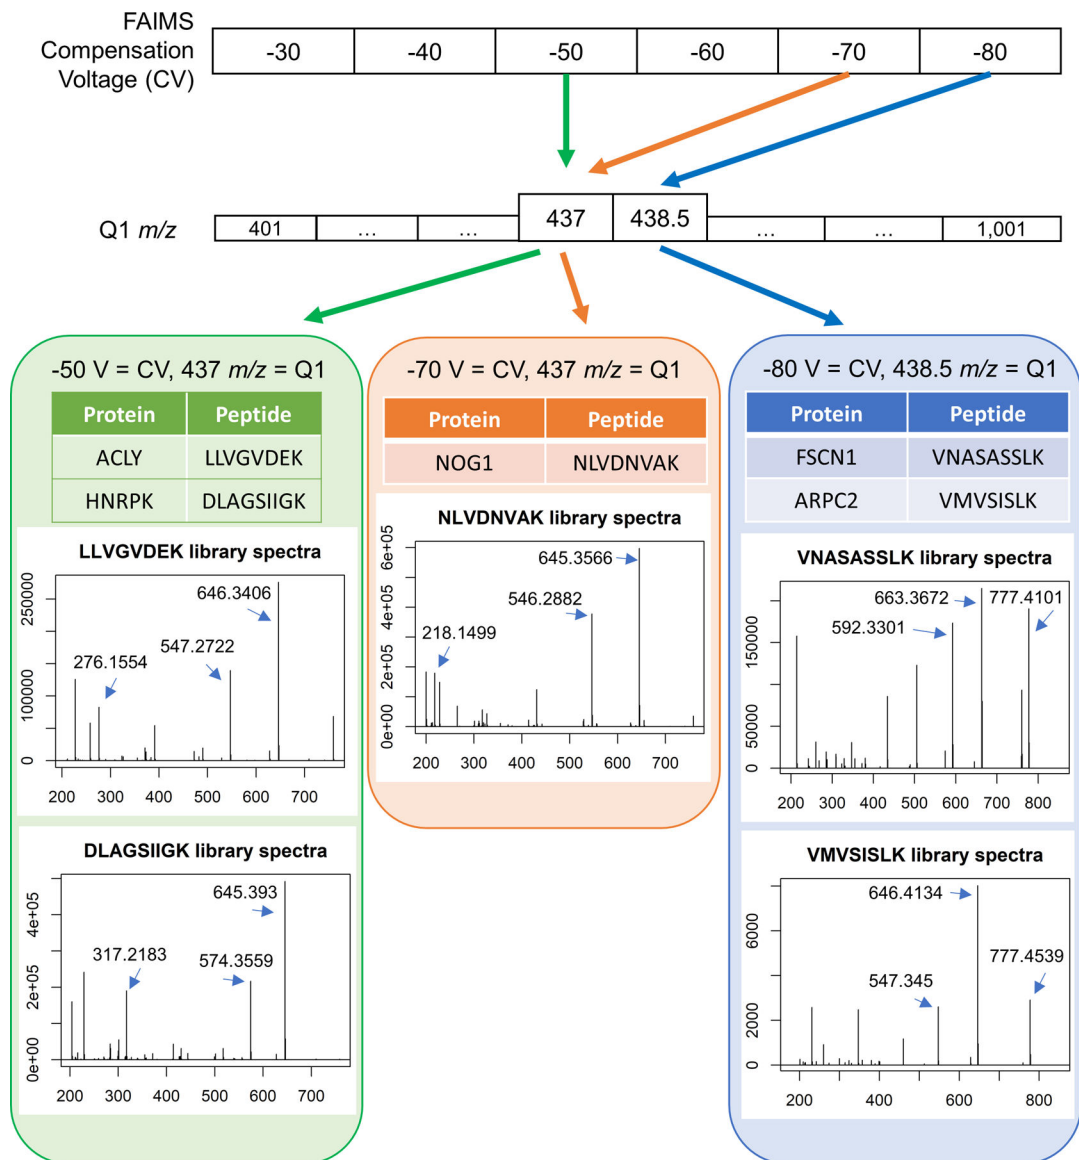 FAIMS
Compensation
Voltage (CV)
-30 -40 -50 -60 -70 -80
Q1 m/z
401 ... ... 437 438.5 ... ... 1,001
-50 V = CV, 437 m/z = Q1
Protein Peptide
ACLY LLVGVDEK
HNRPK DLAGSIIGK
LLVGVDEK library spectra
646.3406
547.2722
276.1554
250000
100000
0
200 300 400 500 600 700
DLAGSIIGK library spectra
645.393
317.2183
574.3559
4e+05
2e+05
0e+00
200 300 400 500 600 700
-70 V = CV, 437 m/z = Q1
Protein Peptide
NOG1 NLVDNVAK
NLVDNVAK library spectra
645.3566
546.2882
218.1499
6e+05
4e+05
2e+05
0e+00
200 300 400 500 600 700
-80 V = CV, 438.5 m/z = Q1
Protein Peptide
FSCN1 VNASASSLK
ARPC2 VMVSISLK
VNASASSLK library spectra
663.3672
777.4101
592.3301
150000
50000
0
200 300 400 500 600 700 800
VMVSISLK library spectra
646.4134
777.4539
547.345
6000
2000
0
200 400 600 800